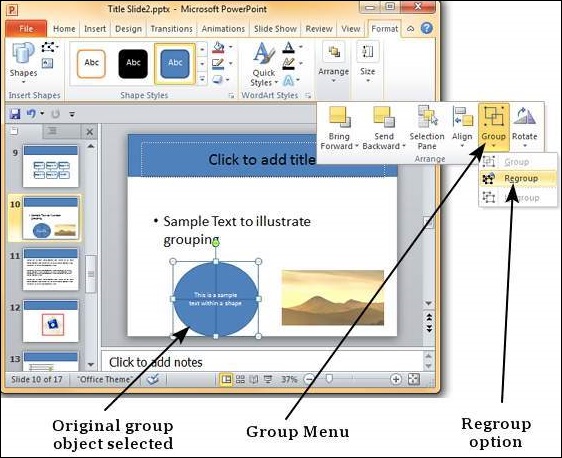 Title Slide2.pptx - Microsoft PowerPoint
File Home Insert Design Transitions Animations Slide Show Review View Format
Abc Abc Abc
Shapes
Quick
Styles
Arrange
Size
Insert Shapes Shape Styles WordArt Styles
Bring
Forward
Send
Backward
Selection
Pane
Align
Group
Rotate
Arrange
Group
Regroup
9
10
11
12
13
Click to add title
• Sample Text to illustrate
grouping
This is a sample
text within a shape
Click to add notes
Slide 10 of 17 "Office Theme" 37%
Original group
object selected
Group Menu
Regroup
option